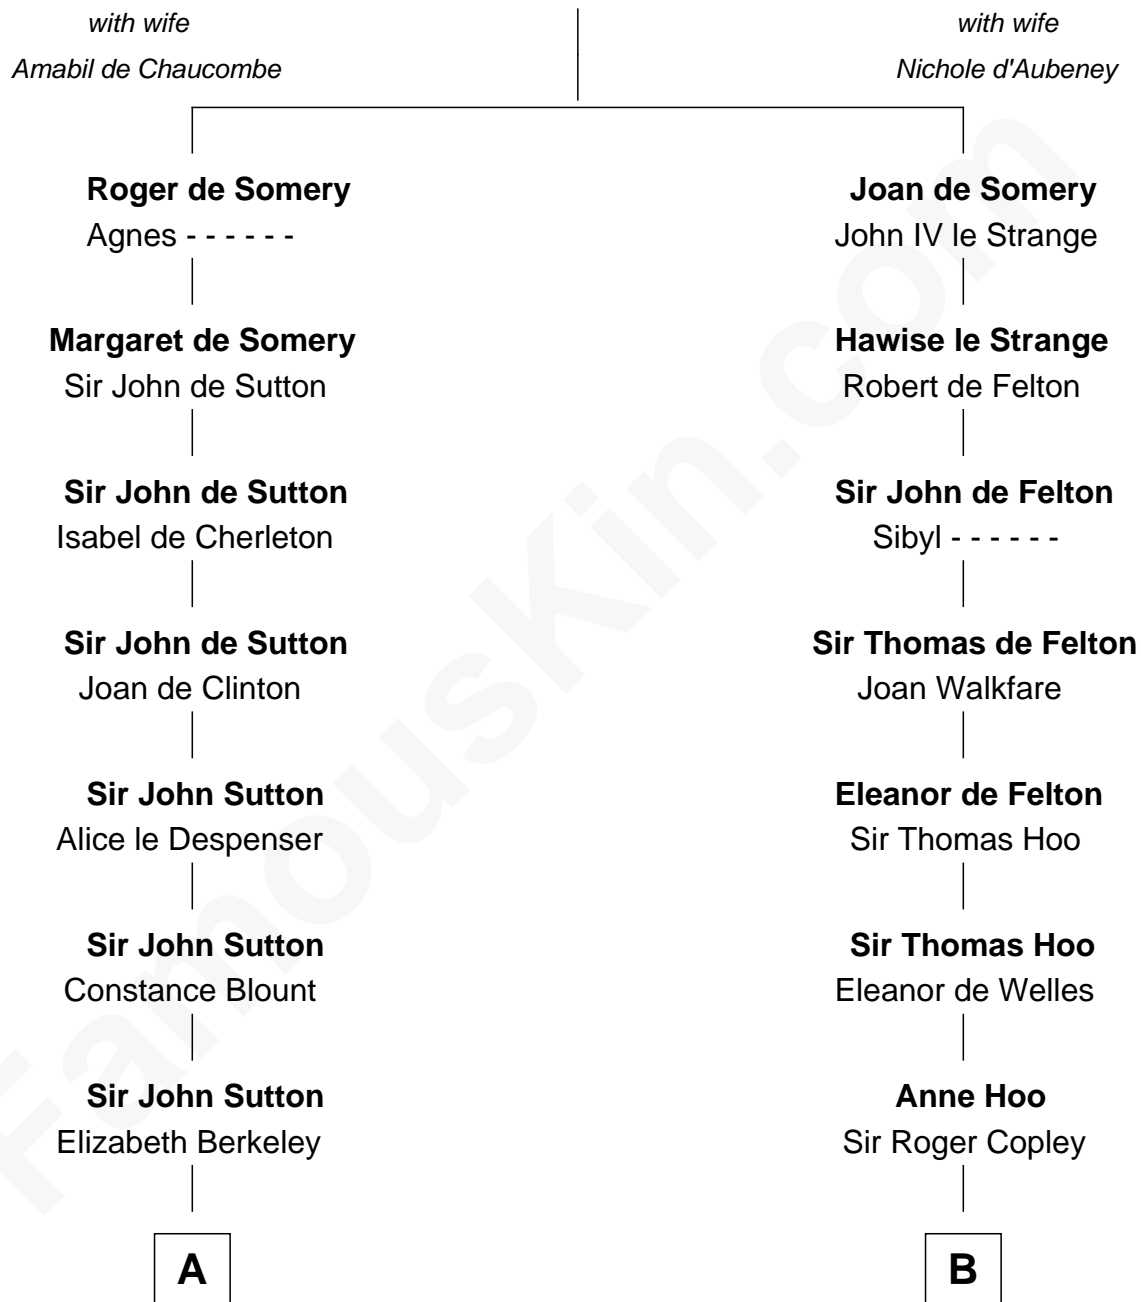 with wife
Amabil de Chaucombe
with wife
Nichole d'Aubeney
Roger de Somery
Agnes - - - - - -
Joan de Somery
John IV le Strange
Margaret de Somery
Sir John de Sutton
Hawise le Strange
Robert de Felton
Sir John de Sutton
Isabel de Cherleton
Sir John de Felton
Sibyl - - - - - -
Sir John de Sutton
Joan de Clinton
Sir Thomas de Felton
Joan Walkfare
Sir John Sutton
Alice le Despenser
Eleanor de Felton
Sir Thomas Hoo
Sir John Sutton
Constance Blount
Sir Thomas Hoo
Eleanor de Welles
Sir John Sutton
Elizabeth Berkeley
Anne Hoo
Sir Roger Copley
A
B
FamousKin.com